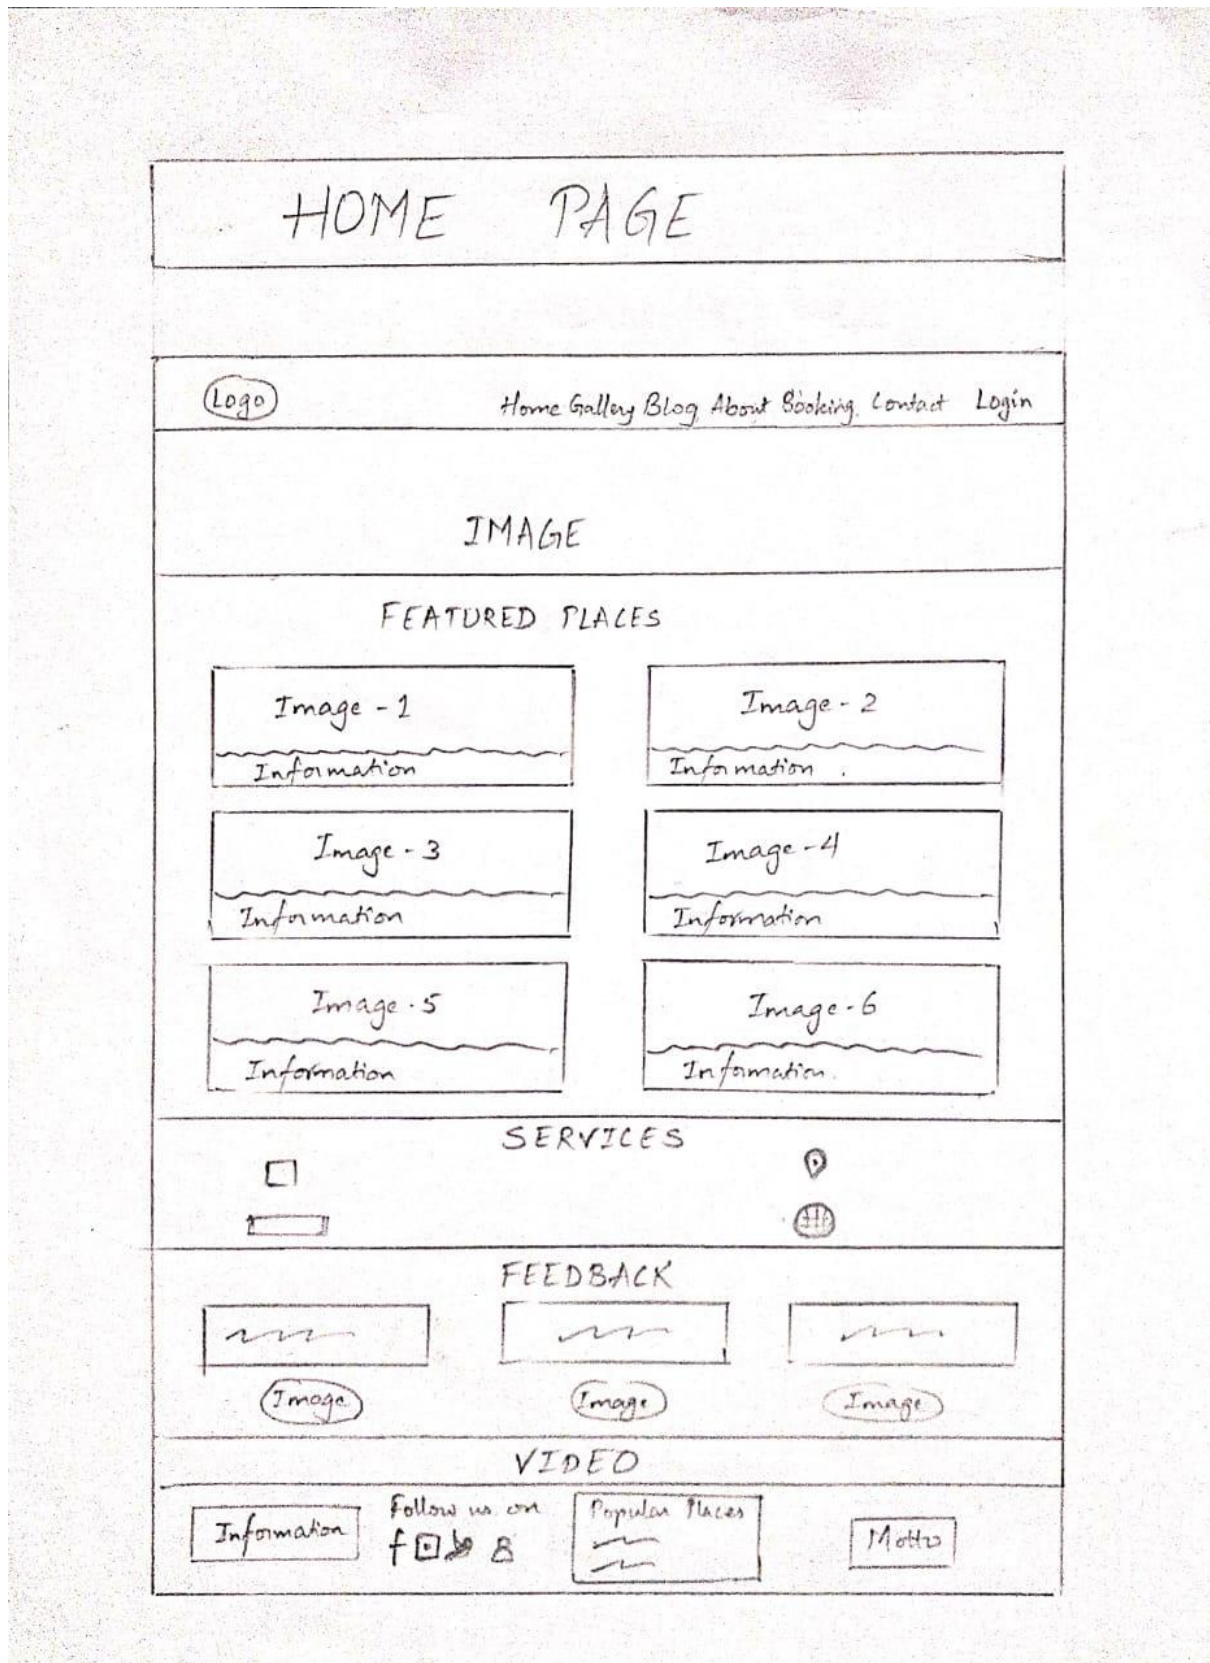 HOME PAGE
Logo Home Gallery Blog About Booking Contact Login
IMAGE
FEATURED PLACES
Image - 1 Image - 2
Information Information
Image - 3 Image - 4
Information Information
Image - 5 Image - 6
Information Information
SERVICES
FEEDBACK
Image Image Image
VIDEO
Information Follow us on Popular Places Motto